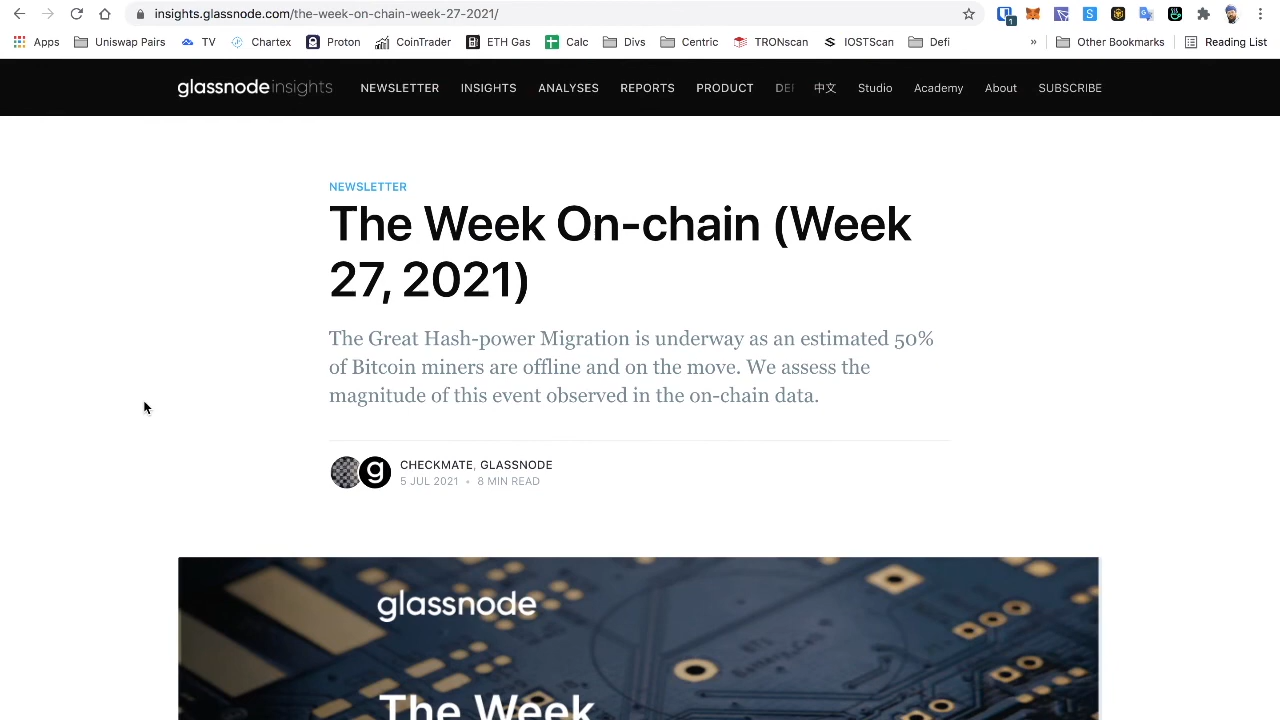 insights.glassnode.com/the-week-on-chain-week-27-2021/
1
Apps Uniswap Pairs TV Chartex Proton CoinTrader ETH Gas Calc Divs Centric TRONscan IOSTScan Defi » Other Bookmarks Reading List
glassnodeinsights NEWSLETTER INSIGHTS ANALYSES REPORTS PRODUCT 中文 Studio Academy About SUBSCRIBE
NEWSLETTER
The Week On-chain (Week
27, 2021)
The Great Hash-power Migration is underway as an estimated 50%
of Bitcoin miners are offline and on the move. We assess the
magnitude of this event observed in the on-chain data.
g
CHECKMATE, GLASSNODE
5 JUL 2021 • 8 MIN READ
glassnode
The Week